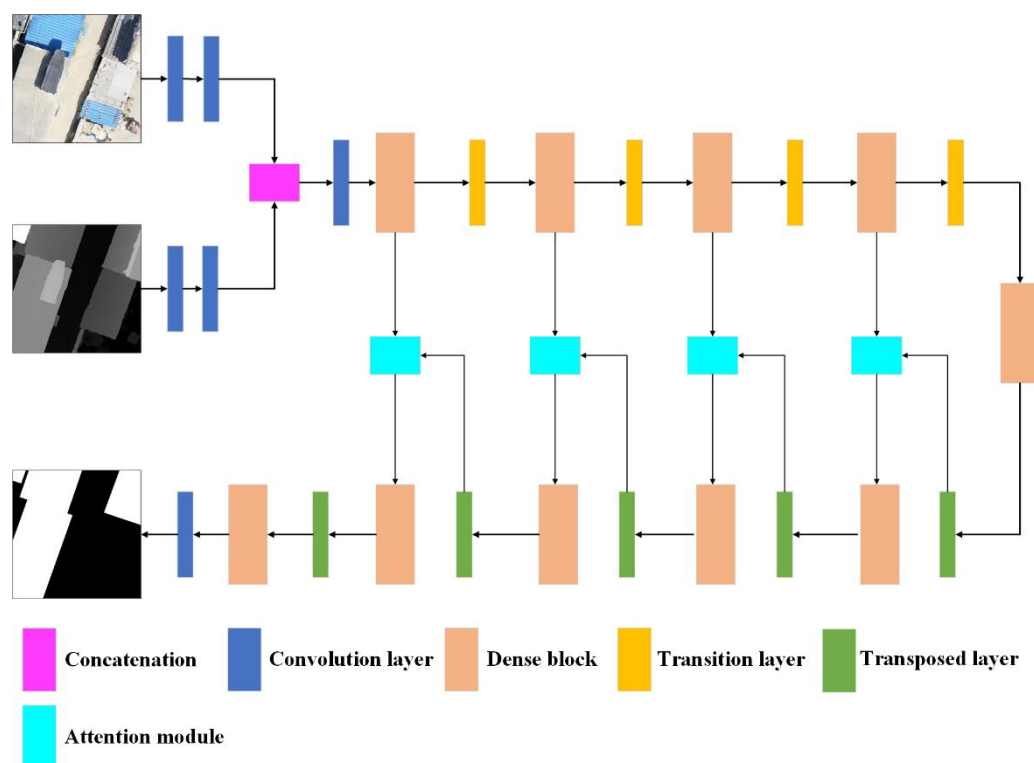 Concatenation
Convolution layer
Dense block
Transition layer
Transposed layer
Attention module